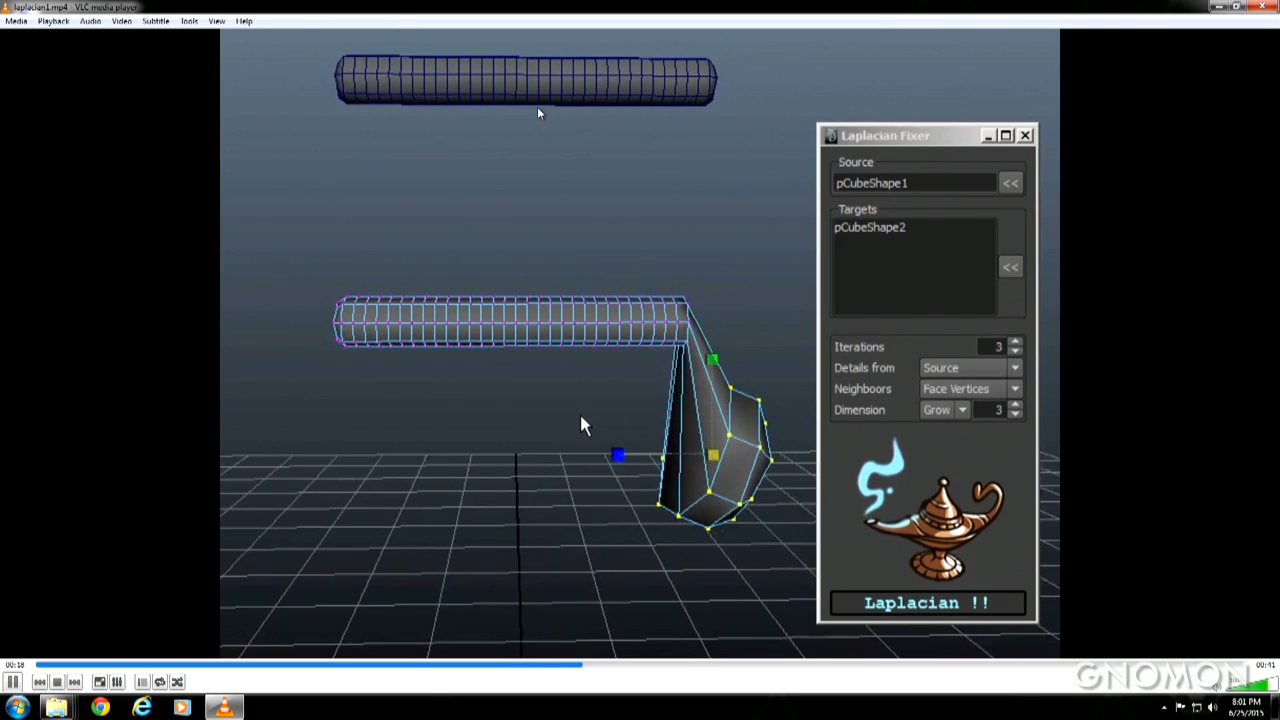 laplacian1.mp4 - VLC media player
Media Playback Audio Video Subtitle Tools View Help
Laplacian Fixer
Source
pCubeShape1 <<
Targets
pCubeShape2
<<
Iterations 3
Details from Source
Neighboors Face Vertices
Dimension Grow 3
Laplacian !!
00:18 00:41
GNOMON
8:01 PM
6/25/2015